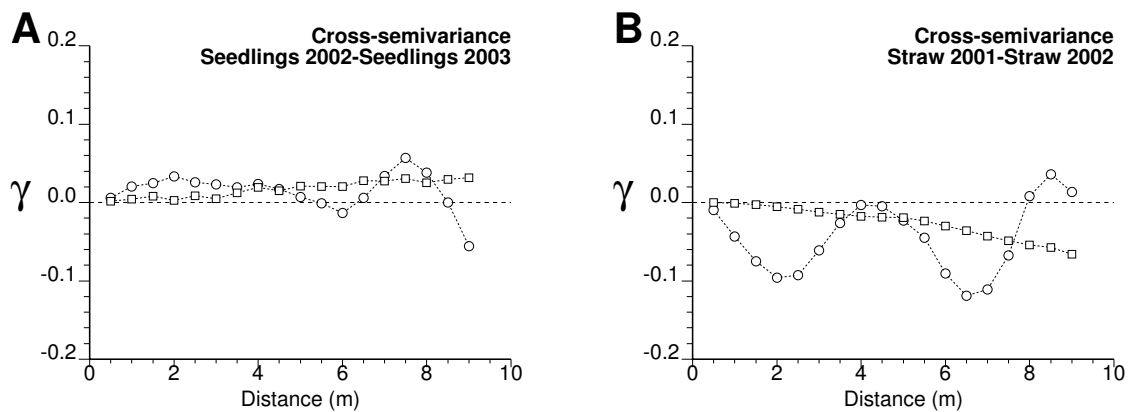 A
Cross-semivariance
Seedlings 2002-Seedlings 2003
0.2
0.1
γ
0.0
-0.1
-0.2
0 2 4 6 8 10
Distance (m)
B
Cross-semivariance
Straw 2001-Straw 2002
0.2
0.1
γ
0.0
-0.1
-0.2
0 2 4 6 8 10
Distance (m)